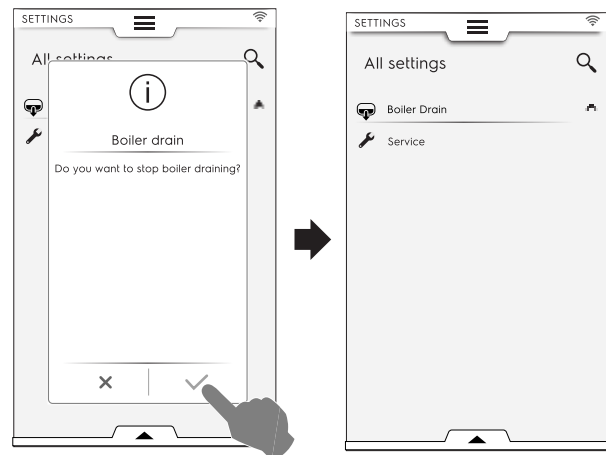 SETTINGS
All settings
i
Boiler drain
Do you want to stop boiler draining?
SETTINGS
All settings
Boiler Drain
Service